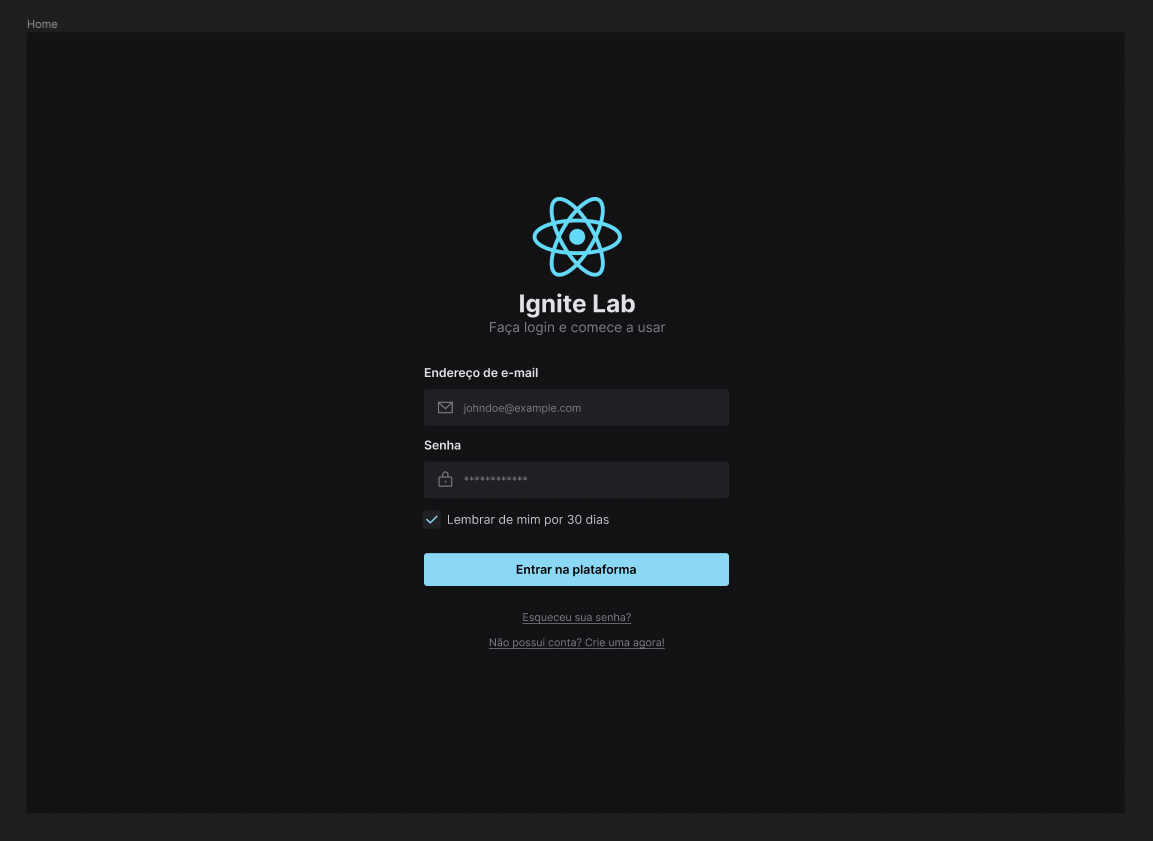 Home
Ignite Lab
Faça login e comece a usar
Endereço de e-mail
johndoe@example.com
Senha
************
Lembrar de mim por 30 dias
Entrar na plataforma
Esqueceu sua senha?
Não possui conta? Crie uma agora!